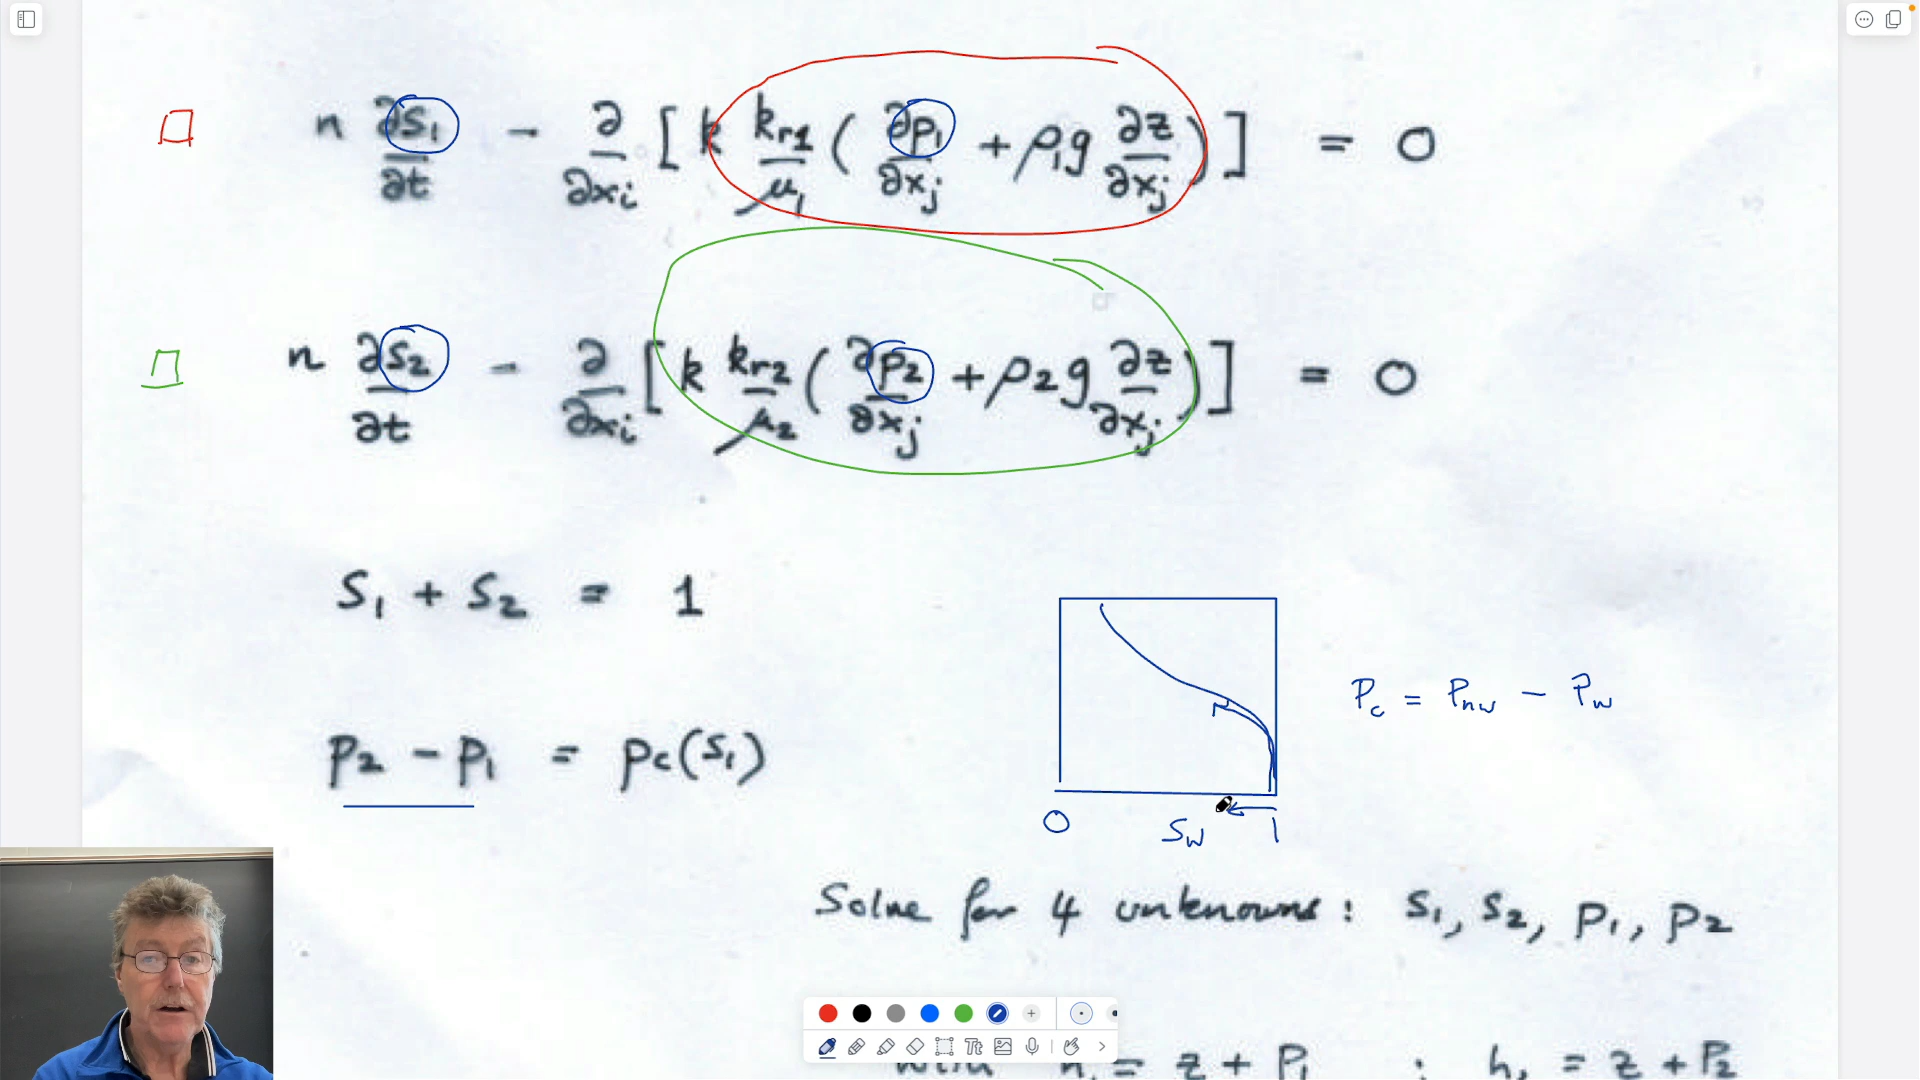 n ∂S₁/∂t - ∂/∂xᵢ [ k kᵣ₁/μ₁ ( ∂p₁/∂xⱼ + ρ₁g ∂z/∂xⱼ ) ] = 0
n ∂S₂/∂t - ∂/∂xᵢ [ k kᵣ₂/μ₂ ( ∂p₂/∂xⱼ + ρ₂g ∂z/∂xⱼ ) ] = 0
S₁ + S₂ = 1
p₂ - p₁ = pc(S₁)
Pc = Pnw - Pw
0 Sw 1
Solve for 4 unknowns: S₁, S₂, P₁, P₂
= z + P₁ ; = z + P₂
Tt